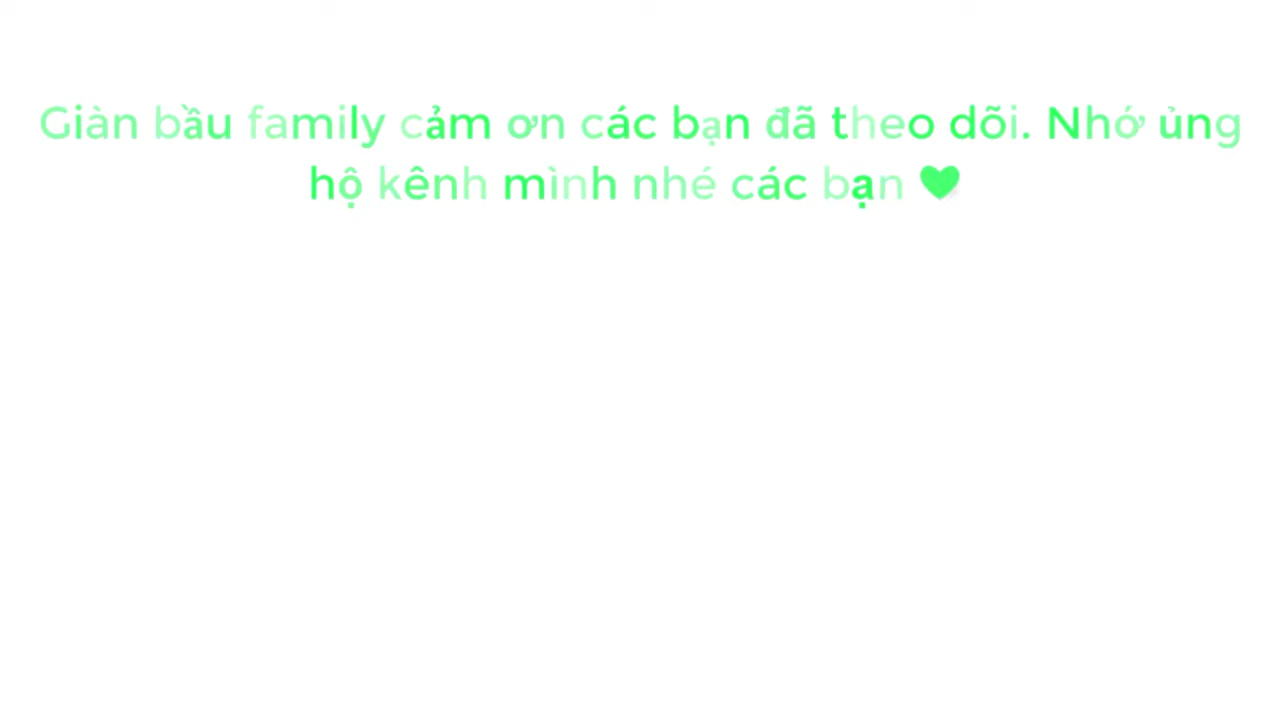 Giàn bầu family cảm ơn các bạn đã theo dõi. Nhớ ủng
hộ kênh mình nhé các bạn 💚